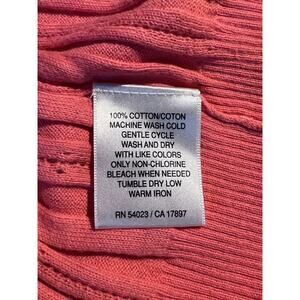 100% COTTON/COTON
MACHINE WASH COLD
GENTLE CYCLE
WASH AND DRY
WITH LIKE COLORS
ONLY NON-CHLORINE
BLEACH WHEN NEEDED
TUMBLE DRY LOW
WARM IRON
RN 54023 / CA 17897